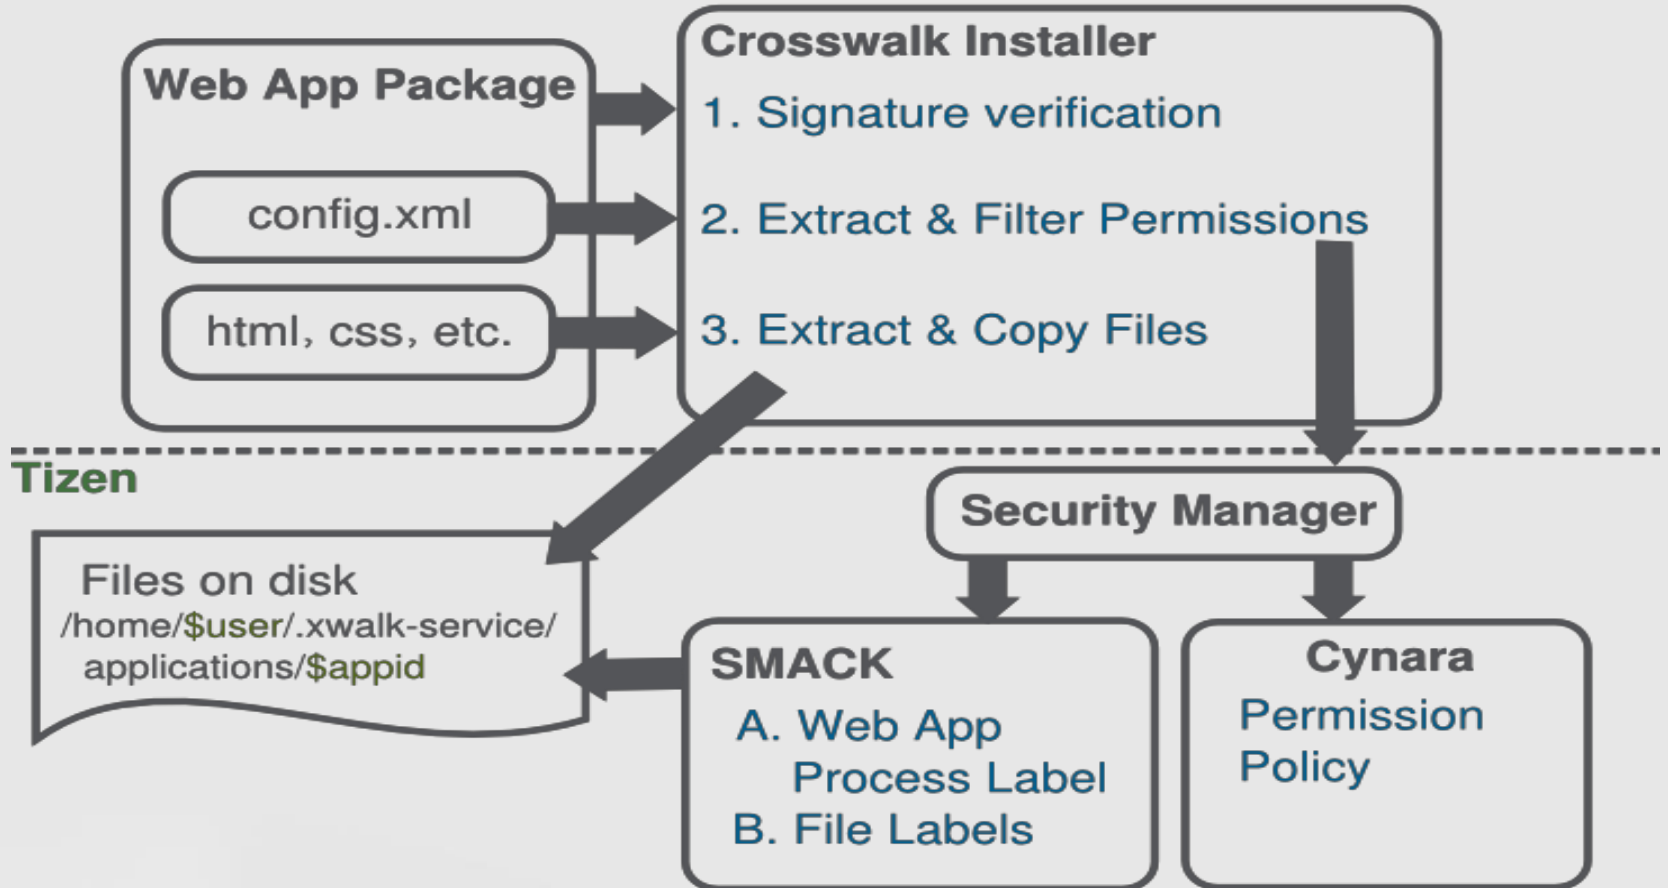 Web App Package
config.xml
html, css, etc.
Crosswalk Installer
1. Signature verification
2. Extract & Filter Permissions
3. Extract & Copy Files
Tizen
Files on disk
/home/$user/.xwalk-service/
applications/$appid
Security Manager
SMACK
A. Web App
Process Label
B. File Labels
Cynara
Permission
Policy